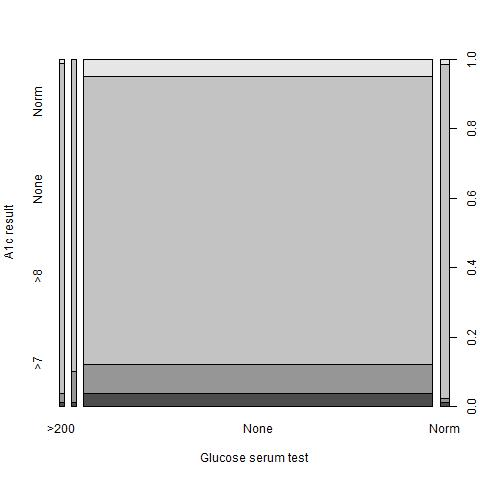 Norm
None
>8
>7
A1c result
1.0
0.8
0.6
0.4
0.2
0.0
>200
None
Norm
Glucose serum test